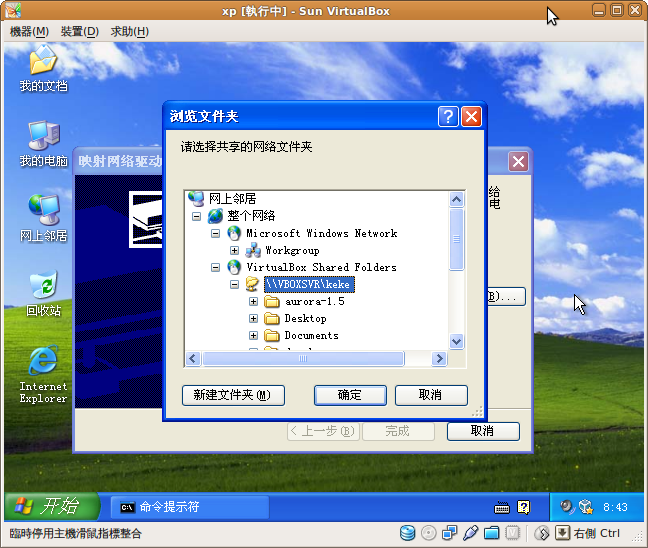 xp [執行中] - Sun VirtualBox
機器(M) 裝置(D) 求助(H)
我的文档
我的电脑
网上邻居
回收站
Internet Explorer
映射网络驱动
给
电
B)...
< 上一步(B)
完成
取消
浏览文件夹
请选择共享的网络文件夹
网上邻居
整个网络
Microsoft Windows Network
Workgroup
VirtualBox Shared Folders
\\VBOXSVR\keke
aurora-1.5
Desktop
Documents
新建文件夹(M)
确定
取消
开始
命令提示符
8:43
臨時停用主機滑鼠指標整合
右側 Ctrl